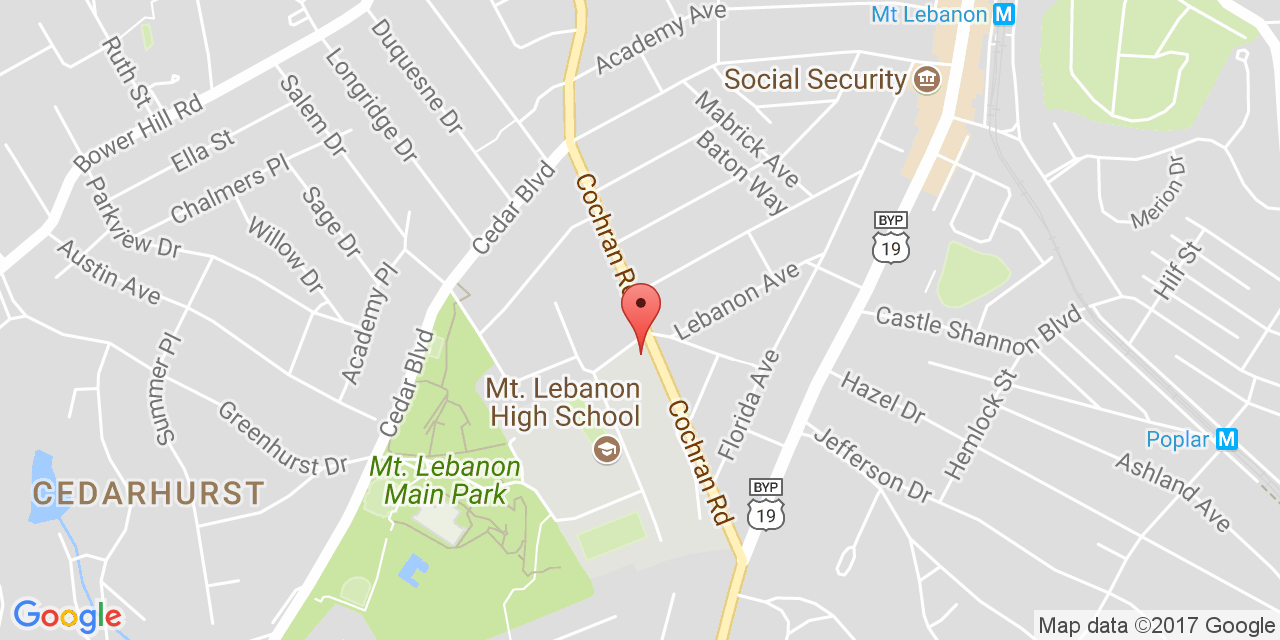 Academy Ave
Mt Lebanon M
Ruth St
Duquesne Dr
Longridge Dr
Salem Dr
Social Security
Bower Hill Rd
Ella St
Mabrick Ave
Baton Way
Chalmers Pl
Cedar Blvd
Cochran Rd
Merion Dr
Parkview Dr
Sage Dr
Willow Dr
BYP
19
Austin Ave
Academy Pl
Hilf St
Lebanon Ave
Castle Shannon Blvd
Summer Pl
Cedar Blvd
Mt. Lebanon
High School
Florida Ave
Hazel Dr
Hemlock St
Greenhurst Dr
Cochran Rd
Jefferson Dr
Poplar M
Mt. Lebanon
Main Park
Ashland Ave
CEDARHURST
BYP
19
Google
Map data ©2017 Google